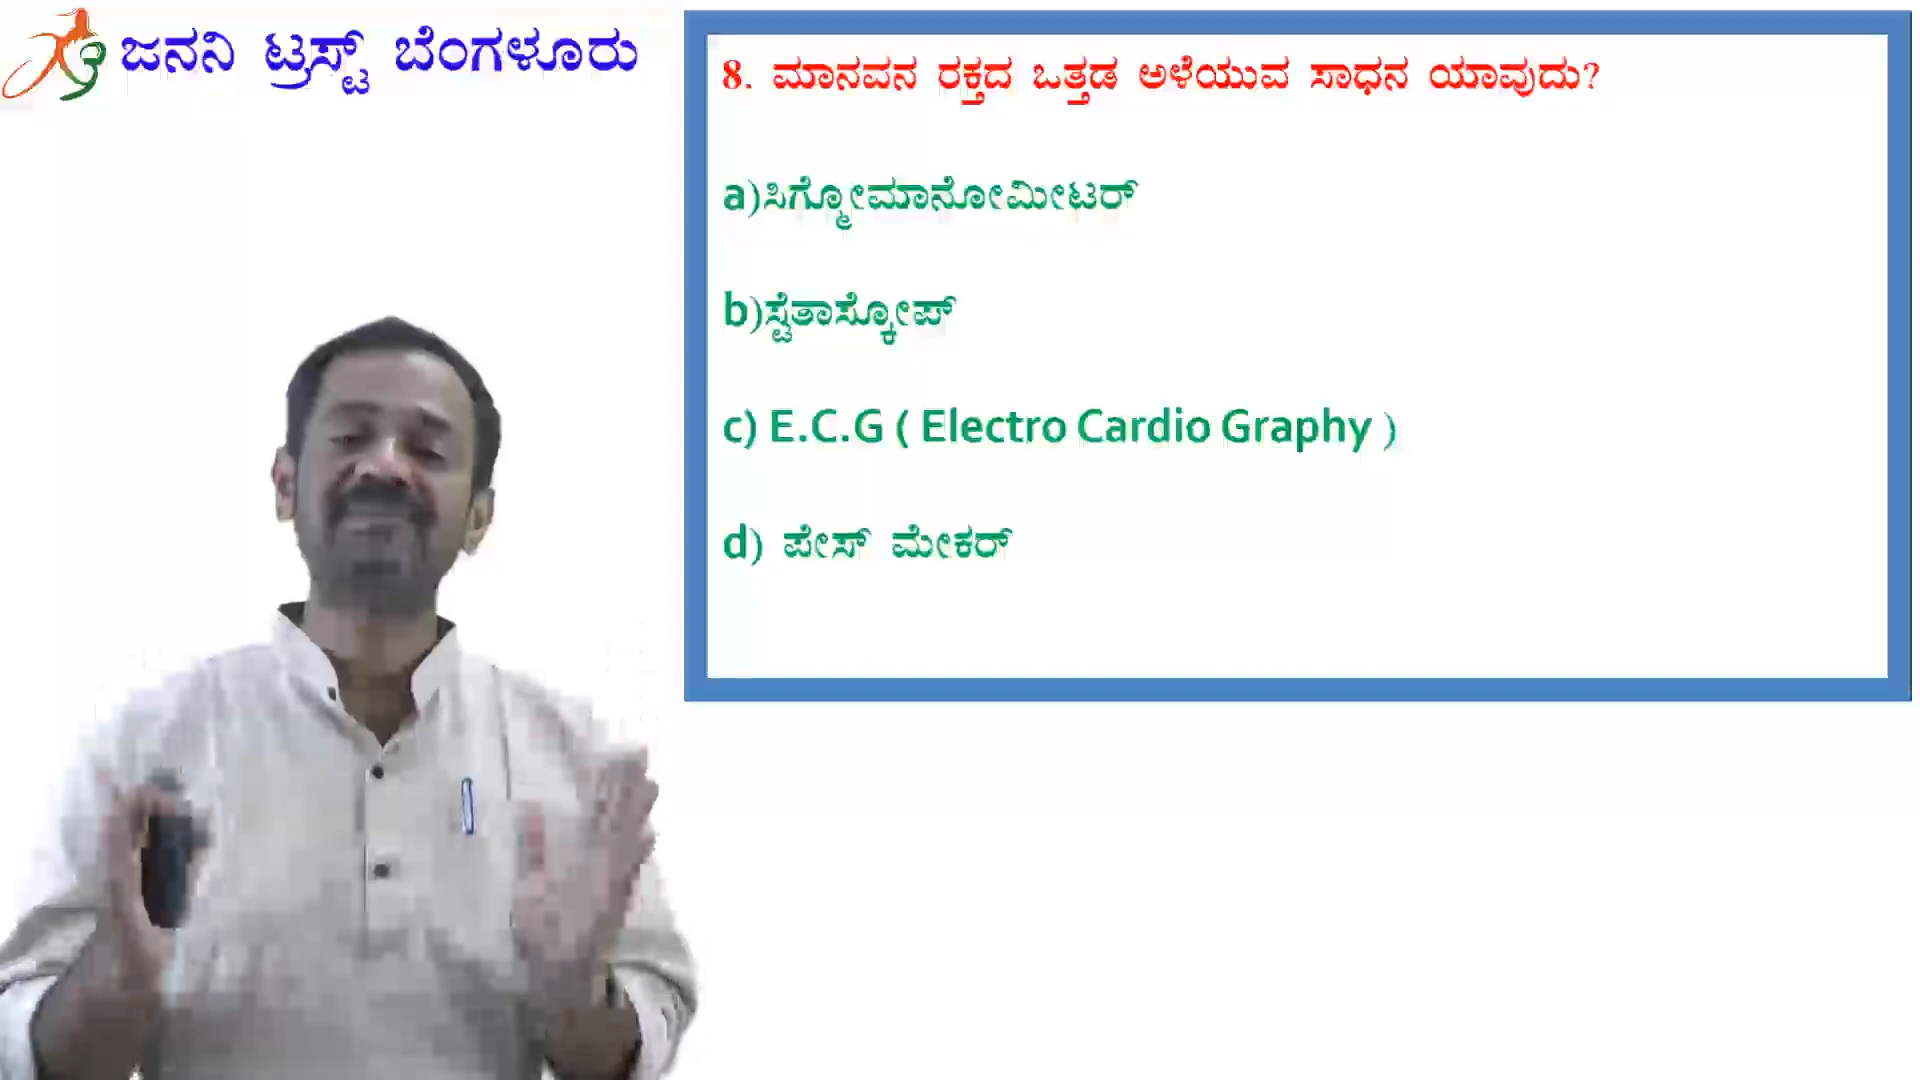 ಜನನಿ ಟ್ರಸ್ಟ್ ಬೆಂಗಳೂರು
8. ಮಾನವನ ರಕ್ತದ ಒತ್ತಡ ಅಳೆಯುವ ಸಾಧನ ಯಾವುದು?
a)ಸಿಗ್ಮೋಮಾನೋಮೀಟರ್
b)ಸ್ಟೆತಾಸ್ಕೋಪ್
c) E.C.G ( Electro Cardio Graphy )
d) ಪೇಸ್ ಮೇಕರ್